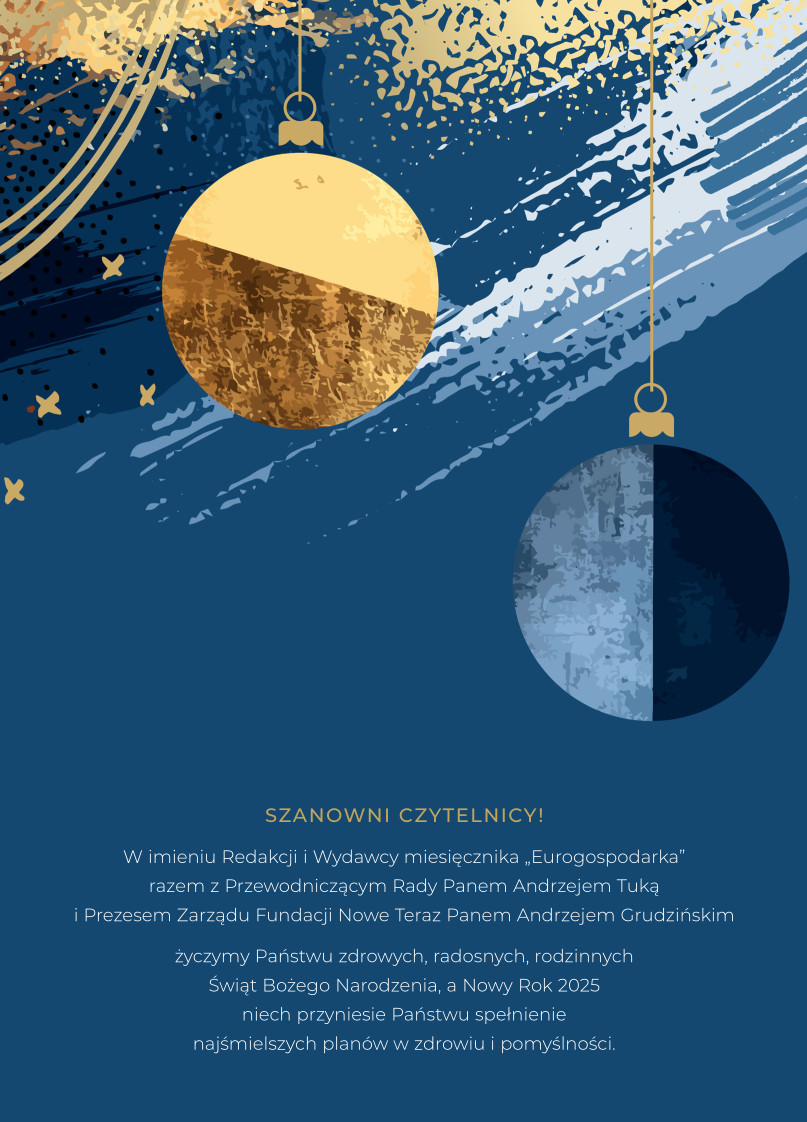 SZANOWNI CZYTELNICY!
W imieniu Redakcji i Wydawcy miesięcznika „Eurogospodarka”
razem z Przewodniczącym Rady Panem Andrzejem Tuką
i Prezesem Zarządu Fundacji Nowe Teraz Panem Andrzejem Grudzińskim
życzymy Państwu zdrowych, radosnych, rodzinnych
Świąt Bożego Narodzenia, a Nowy Rok 2025
niech przyniesie Państwu spełnienie
najśmielszych planów w zdrowiu i pomyślności.